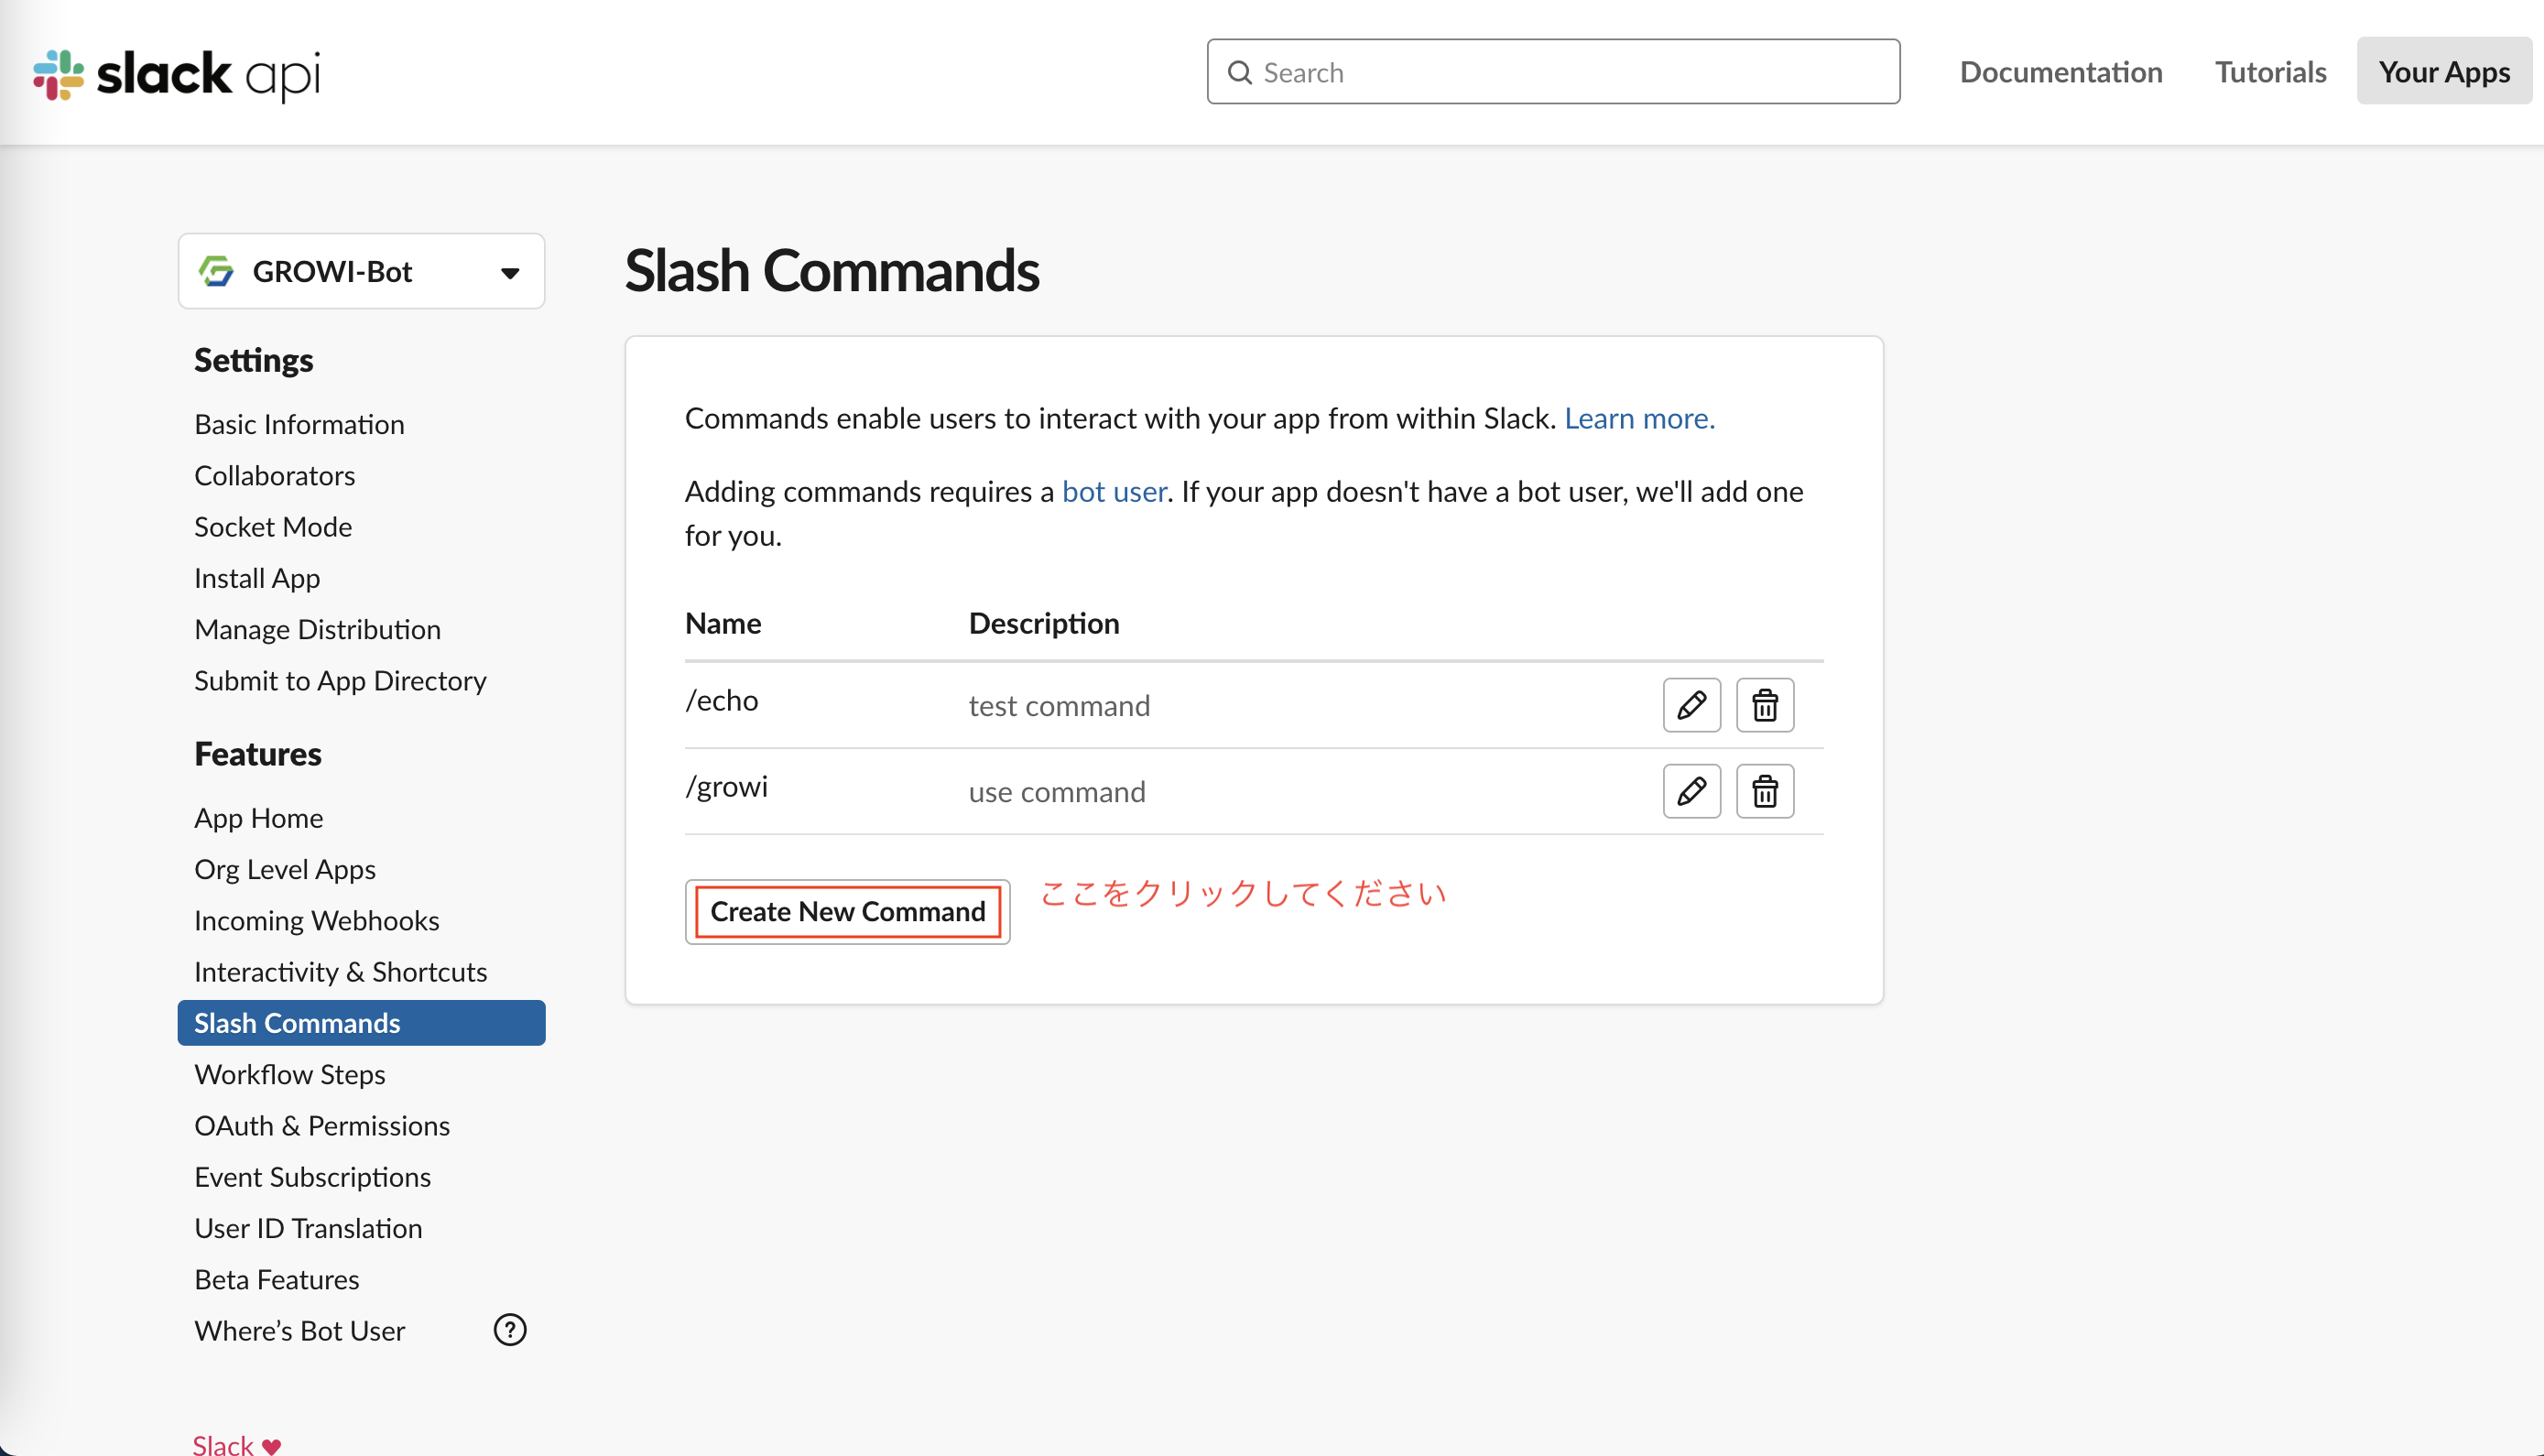 slack api
Search
Documentation
Tutorials
Your Apps
GROWI-Bot
Settings
Basic Information
Collaborators
Socket Mode
Install App
Manage Distribution
Submit to App Directory
Features
App Home
Org Level Apps
Incoming Webhooks
Interactivity & Shortcuts
Slash Commands
Workflow Steps
OAuth & Permissions
Event Subscriptions
User ID Translation
Beta Features
Where’s Bot User
?
Slack ♥
Slash Commands
Commands enable users to interact with your app from within Slack. Learn more.
Adding commands requires a bot user. If your app doesn't have a bot user, we'll add one
for you.
Name Description
/echo test command
/growi use command
Create New Command ここをクリックしてください